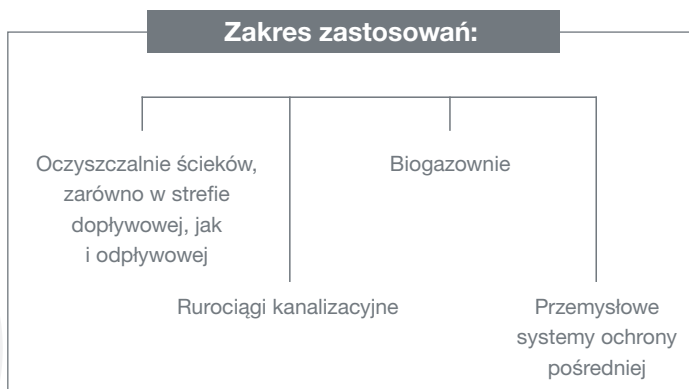 Zakres zastosowań:
Oczyszczalnie ścieków,
zarówno w strefie
dopływowej, jak
i odpływowej
Rurociągi kanalizacyjne
Biogazownie
Przemysłowe
systemy ochrony
pośredniej